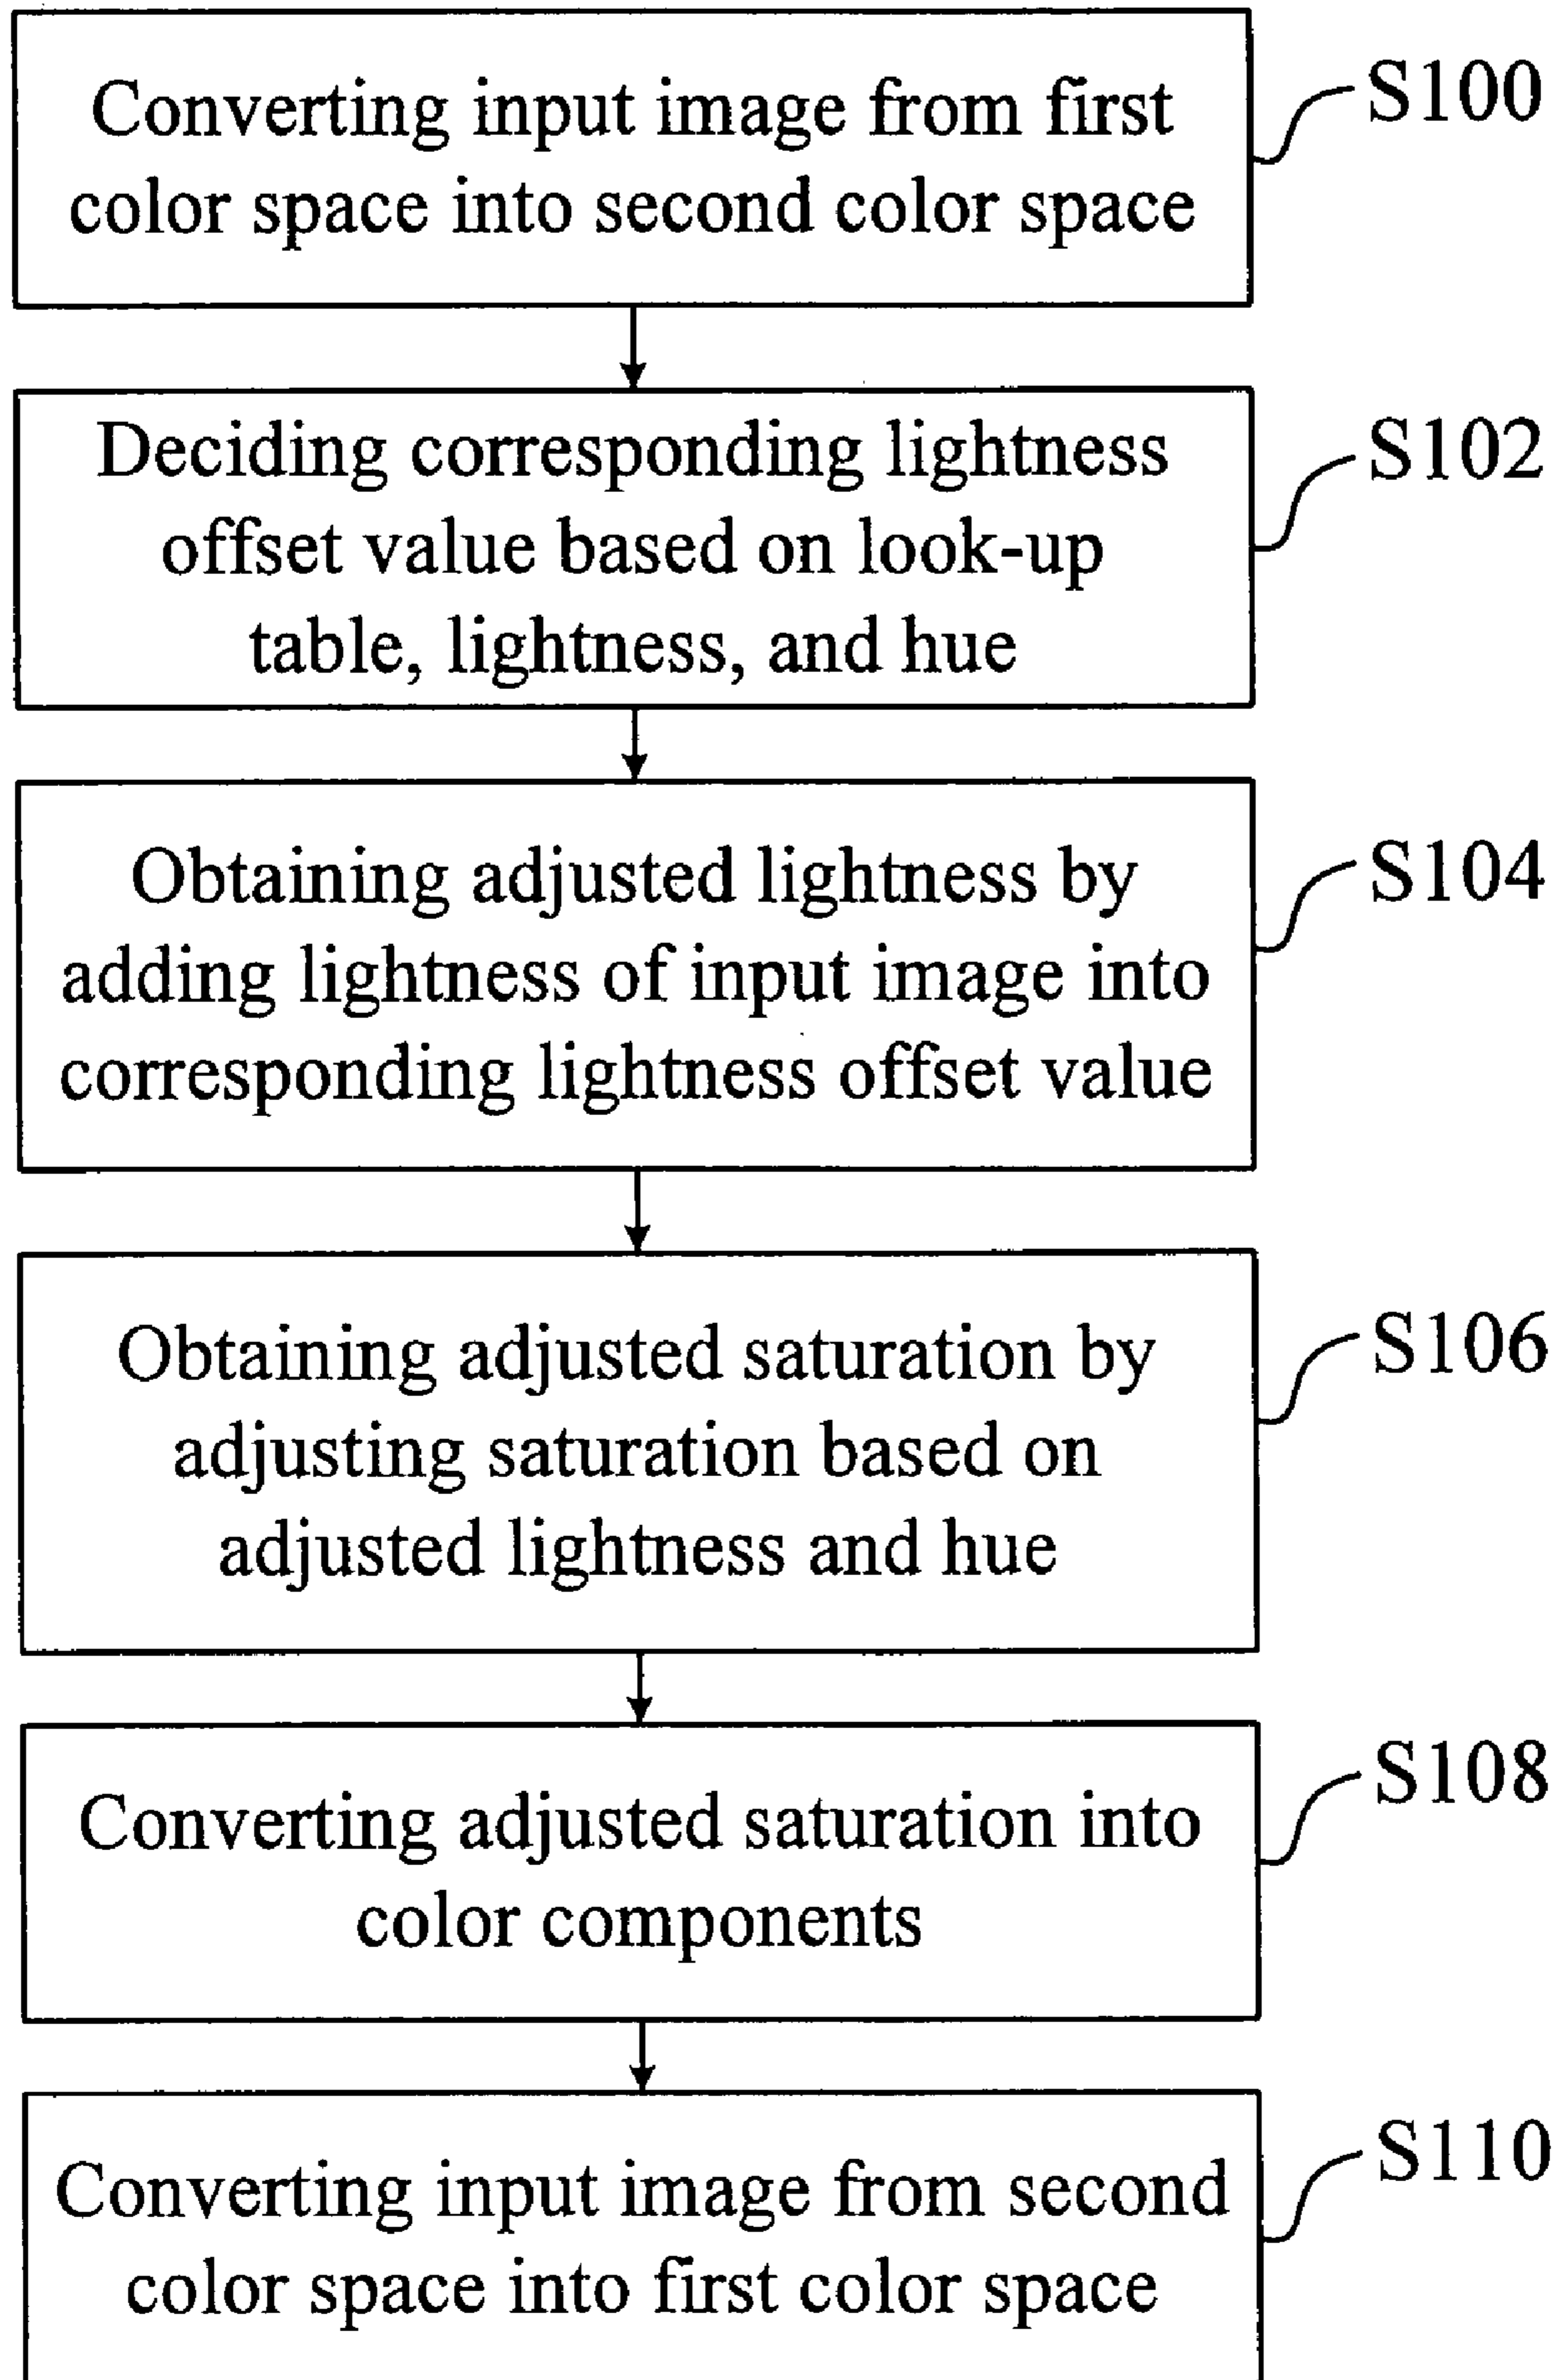 Converting input image from first
color space into second color space
S100
Deciding corresponding lightness
offset value based on look-up
table, lightness, and hue
S102
Obtaining adjusted lightness by
adding lightness of input image into
corresponding lightness offset value
S104
Obtaining adjusted saturation by
adjusting saturation based on
adjusted lightness and hue
S106
Converting adjusted saturation into
color components
S108
Converting input image from second
color space into first color space
S110